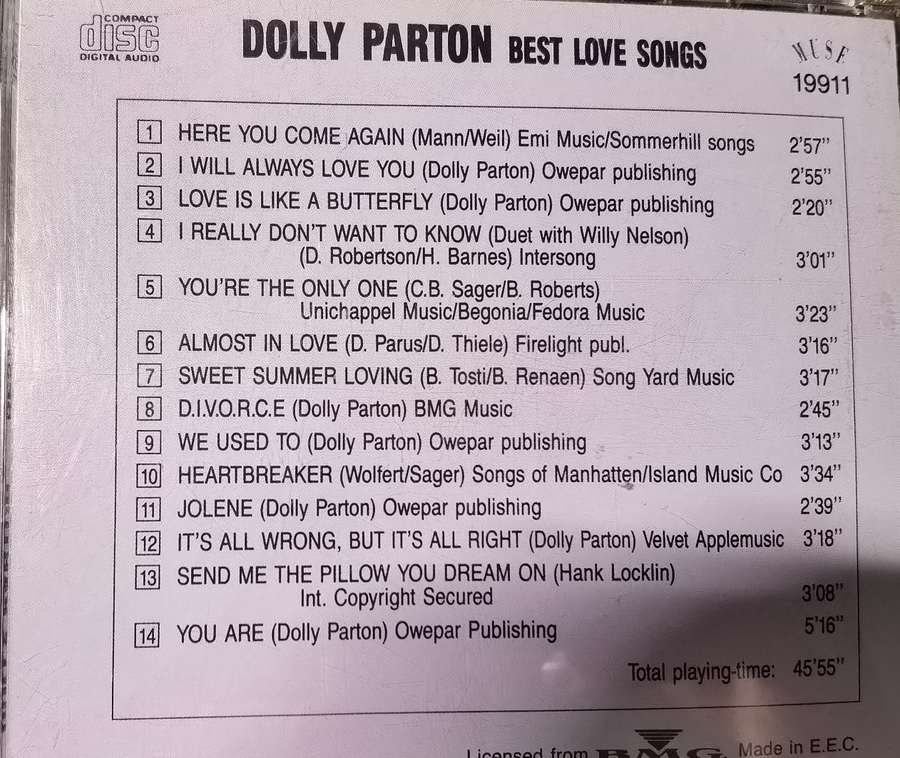 COMPACT
disc
DIGITAL AUDIO
DOLLY PARTON BEST LOVE SONGS
MUSE
19911
1 HERE YOU COME AGAIN (Mann/Weil) Emi Music/Sommerhill songs 2'57"
2 I WILL ALWAYS LOVE YOU (Dolly Parton) Owepar publishing 2'55"
3 LOVE IS LIKE A BUTTERFLY (Dolly Parton) Owepar publishing 2'20"
4 I REALLY DON'T WANT TO KNOW (Duet with Willy Nelson)
(D. Robertson/H. Barnes) Intersong 3'01"
5 YOU'RE THE ONLY ONE (C.B. Sager/B. Roberts)
Unichappel Music/Begonia/Fedora Music 3'23"
6 ALMOST IN LOVE (D. Parus/D. Thiele) Firelight publ. 3'16"
7 SWEET SUMMER LOVING (B. Tosti/B. Renaen) Song Yard Music 3'17"
8 D.I.V.O.R.C.E (Dolly Parton) BMG Music 2'45"
9 WE USED TO (Dolly Parton) Owepar publishing 3'13"
10 HEARTBREAKER (Wolfert/Sager) Songs of Manhatten/Island Music Co 3'34"
11 JOLENE (Dolly Parton) Owepar publishing 2'39"
12 IT'S ALL WRONG, BUT IT'S ALL RIGHT (Dolly Parton) Velvet Applemusic 3'18"
13 SEND ME THE PILLOW YOU DREAM ON (Hank Locklin)
Int. Copyright Secured 3'08"
14 YOU ARE (Dolly Parton) Owepar Publishing 5'16"
Total playing-time: 45'55"
Licensed from BMG Made in E.E.C.